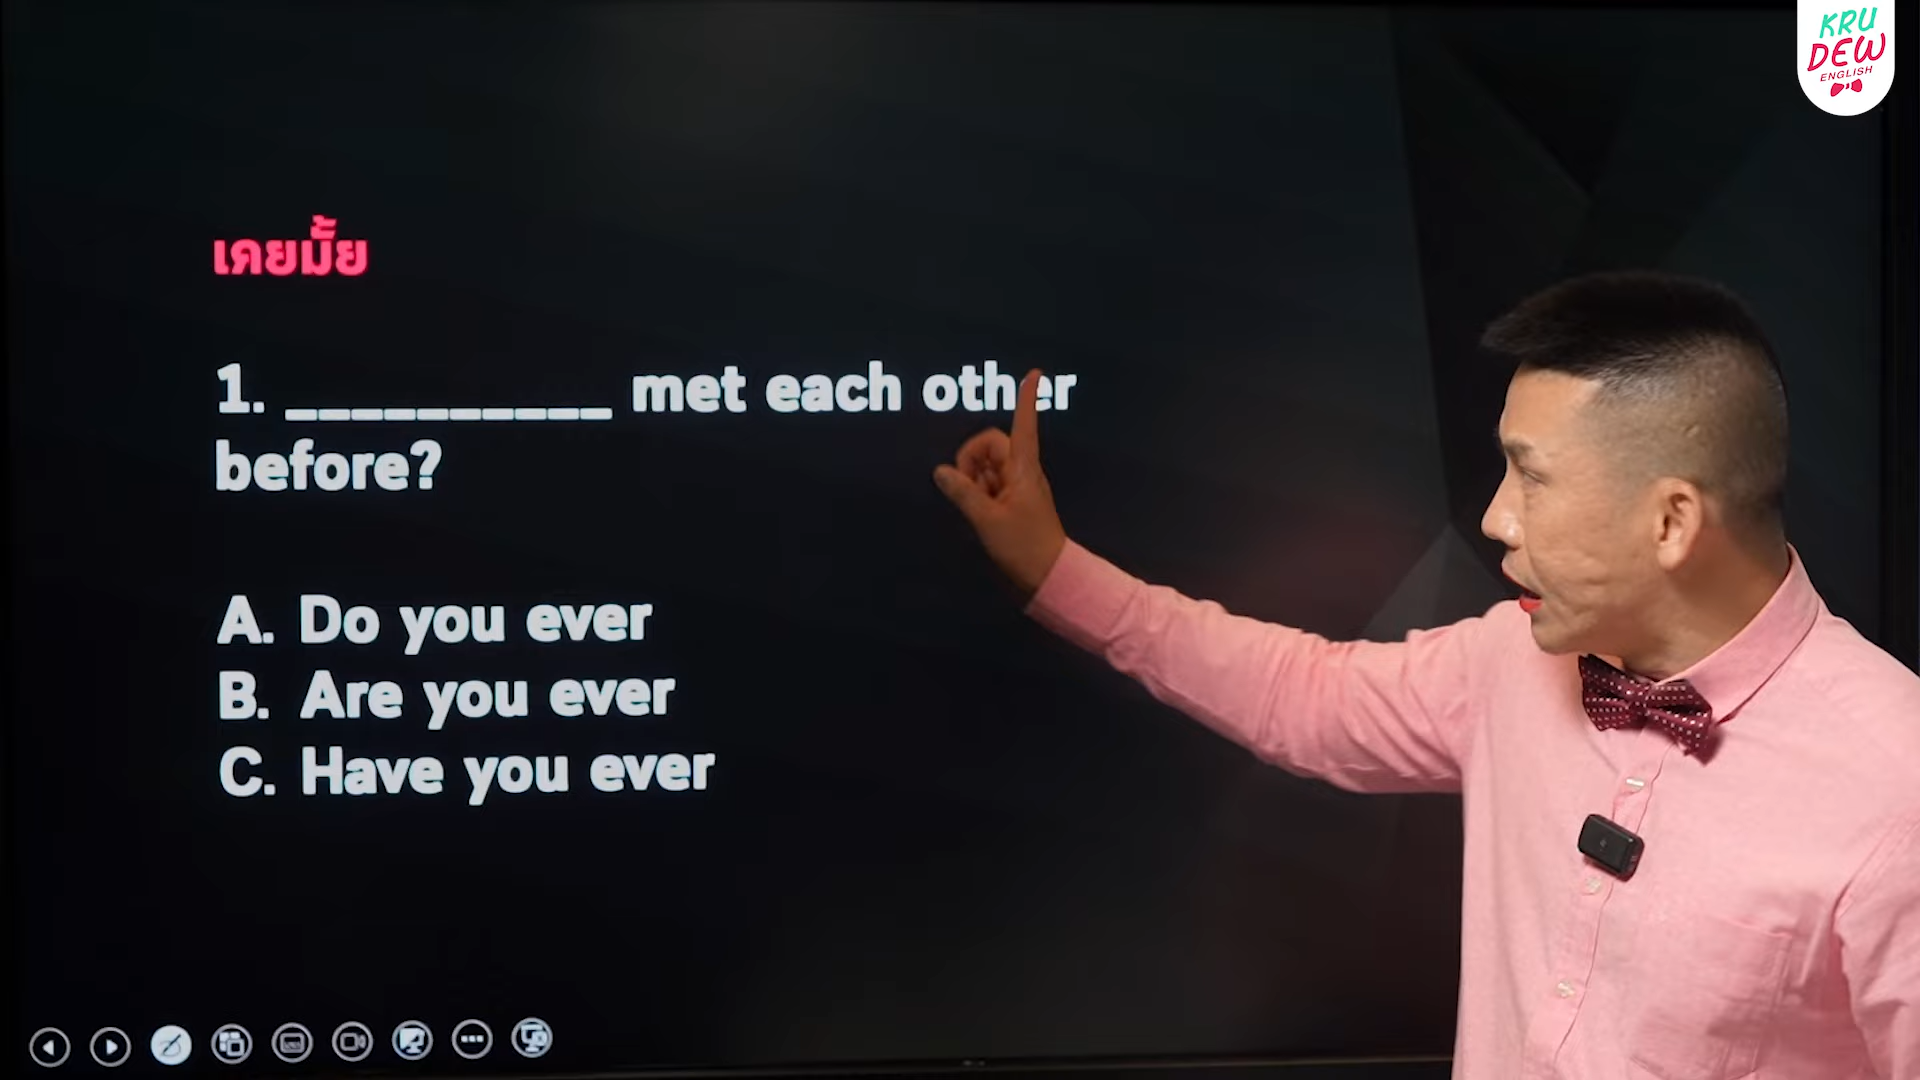 KRU
DEW
ENGLISH
เคยมั้ย
1. __________ met each other
before?
A. Do you ever
B. Are you ever
C. Have you ever